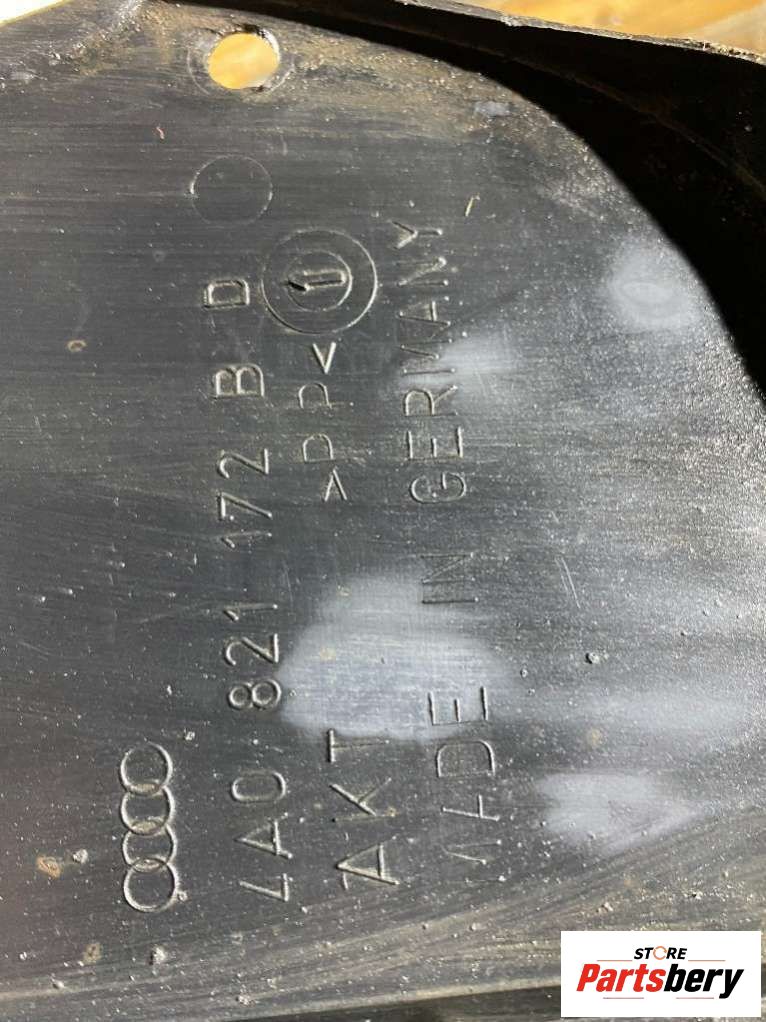 4A0 821 172 B D
AKT >PP<
MADE IN GERMANY
STORE
Partsbery